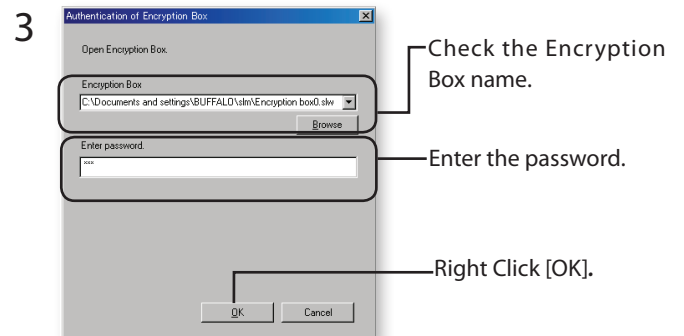 3
Authentication of Encryption Box
Open Encryption Box.
Encryption Box
C:\Documents and settings\BUFFALO\slm\Encryption box0.slw
Browse
Enter password.
xxx
OK
Cancel
Check the Encryption
Box name.
Enter the password.
Right Click [OK].